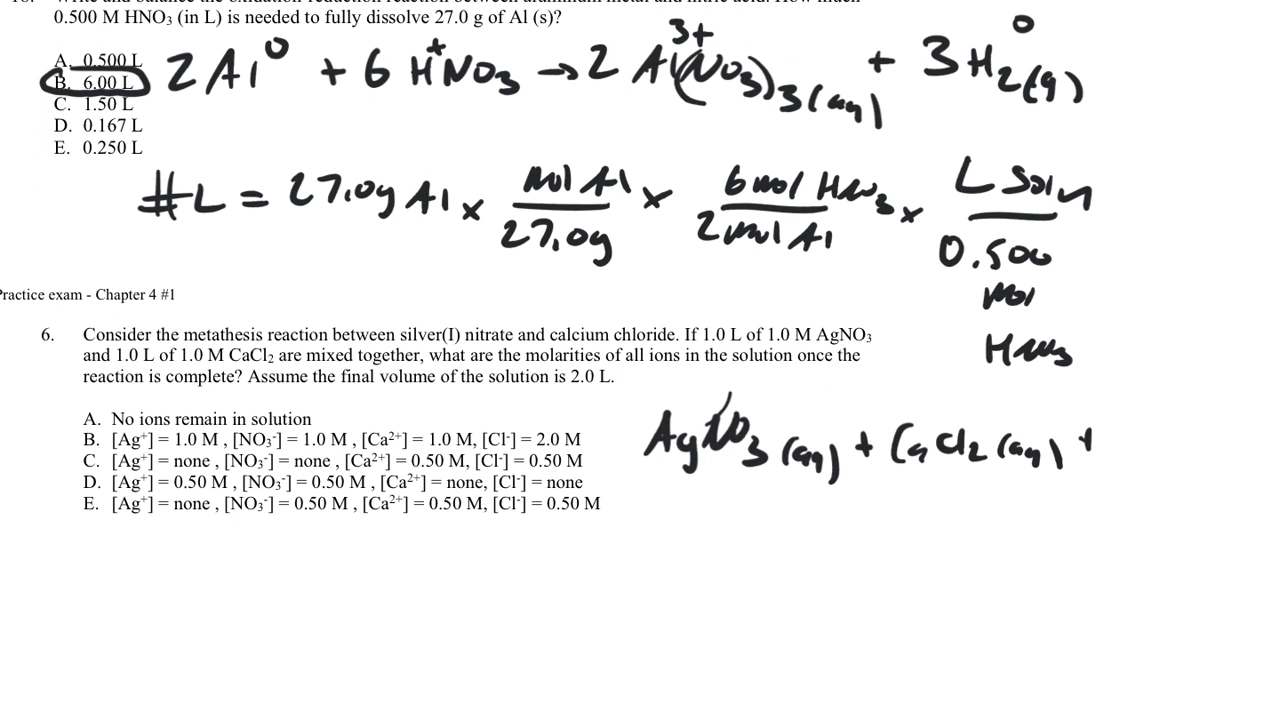 0.500 M HNO₃ (in L) is needed to fully dissolve 27.0 g of Al (s)?
A. 0.500 L
B. 6.00 L
C. 1.50 L
D. 0.167 L
E. 0.250 L
2 Al⁰ + 6 H⁺NO₃ → 2 Al³⁺(NO₃)₃(aq) + 3 H₂⁰(g)
#L = 27.0g Al × mol Al / 27.0g × 6 mol HNO₃ / 2 mol Al × L Soln / 0.500 mol HNO₃
Practice exam - Chapter 4 #1
6. Consider the metathesis reaction between silver(I) nitrate and calcium chloride. If 1.0 L of 1.0 M AgNO₃
and 1.0 L of 1.0 M CaCl₂ are mixed together, what are the molarities of all ions in the solution once the
reaction is complete? Assume the final volume of the solution is 2.0 L.
A. No ions remain in solution
B. [Ag⁺] = 1.0 M , [NO₃⁻] = 1.0 M , [Ca²⁺] = 1.0 M, [Cl⁻] = 2.0 M
C. [Ag⁺] = none , [NO₃⁻] = none , [Ca²⁺] = 0.50 M, [Cl⁻] = 0.50 M
D. [Ag⁺] = 0.50 M , [NO₃⁻] = 0.50 M , [Ca²⁺] = none, [Cl⁻] = none
E. [Ag⁺] = none , [NO₃⁻] = 0.50 M , [Ca²⁺] = 0.50 M, [Cl⁻] = 0.50 M
AgNO₃(aq) + CaCl₂(aq) +